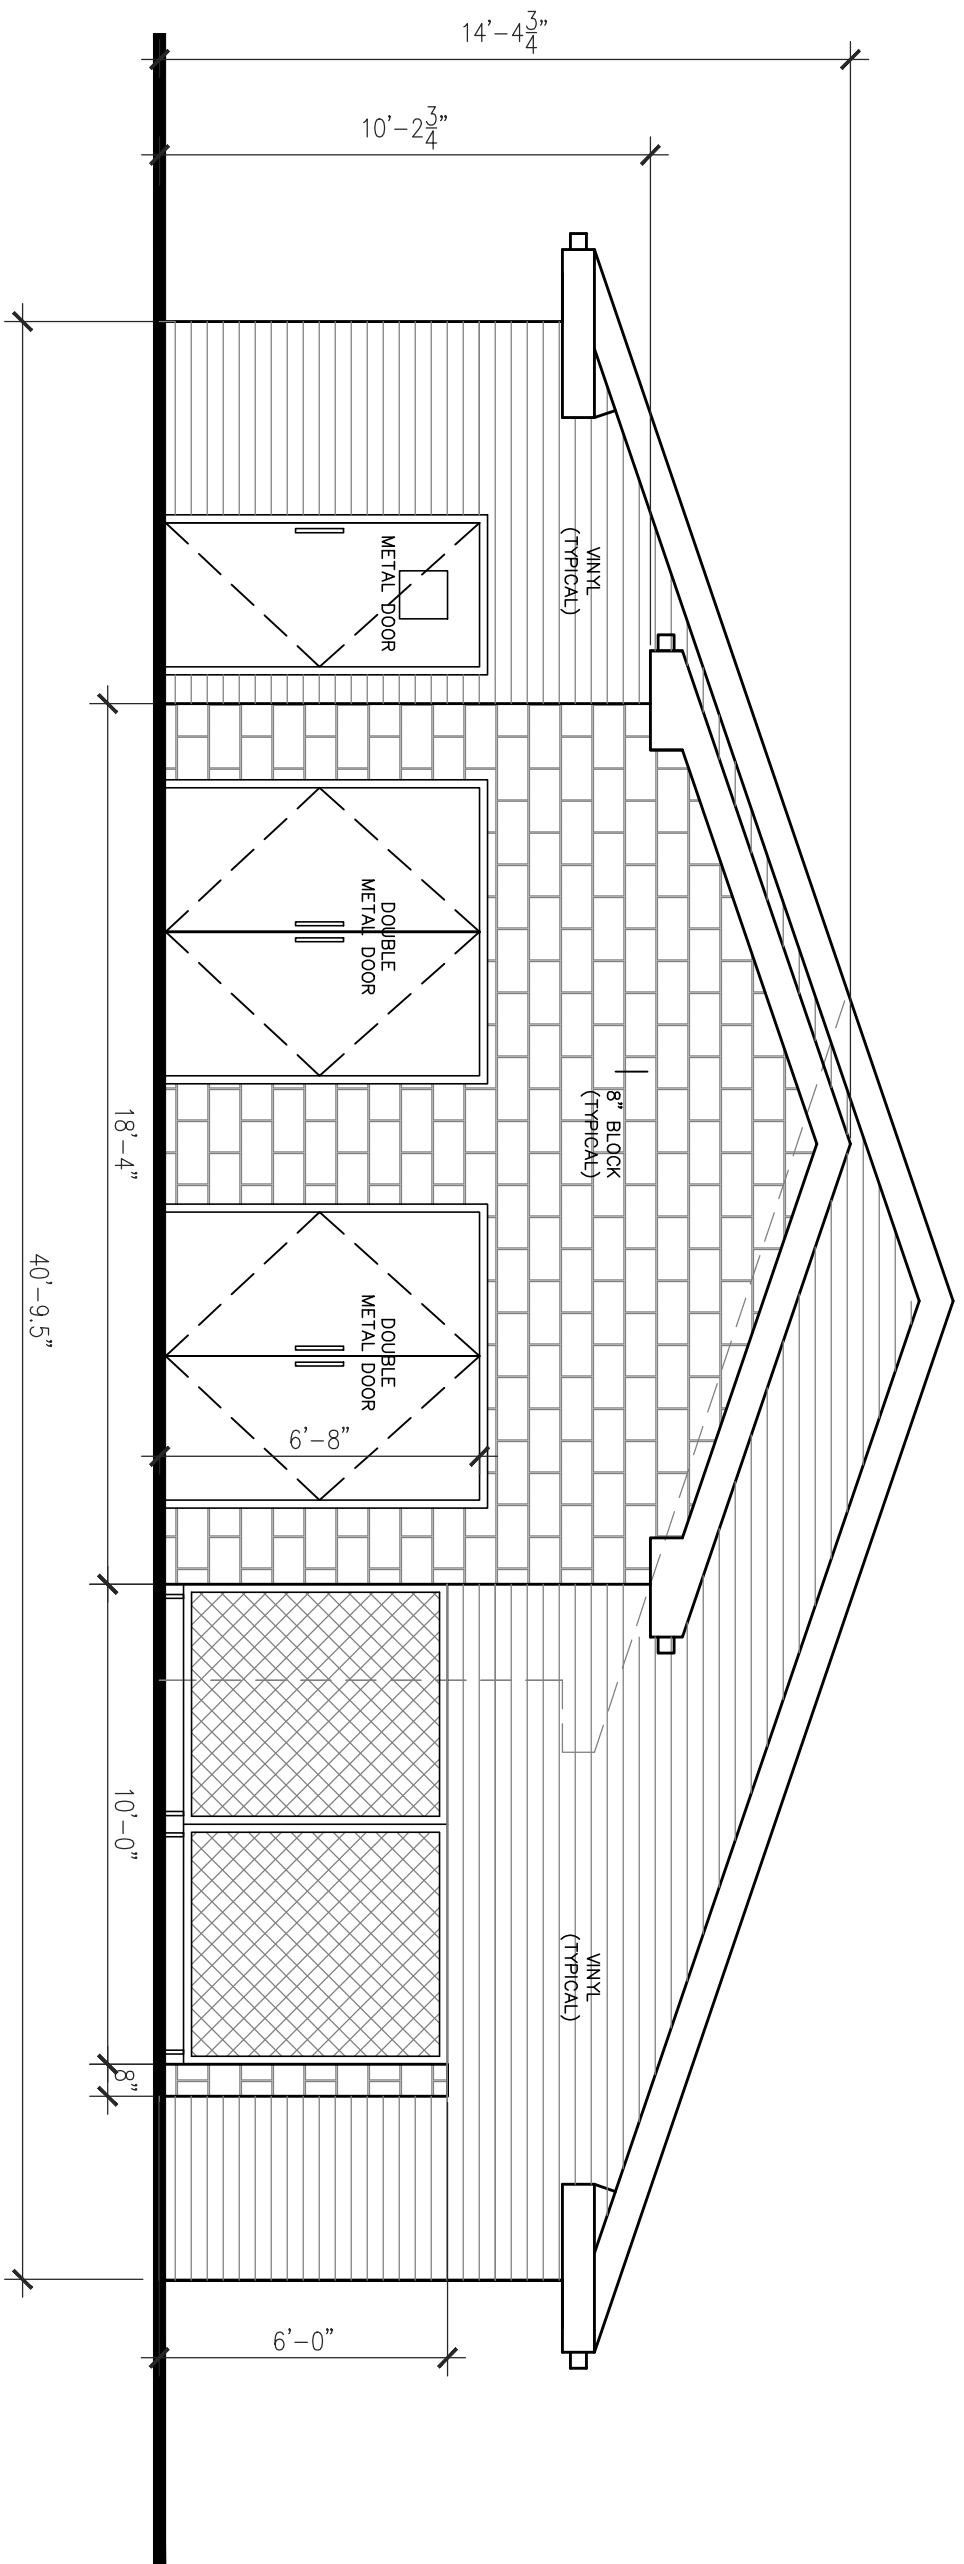 14'-4 3/4"
10'-2 3/4"
VINYL
(TYPICAL)
METAL DOOR
DOUBLE
METAL DOOR
8" BLOCK
(TYPICAL)
DOUBLE
METAL DOOR
6'-8"
VINYL
(TYPICAL)
6'-0"
18'-4"
10'-0"
8"
40'-9.5"